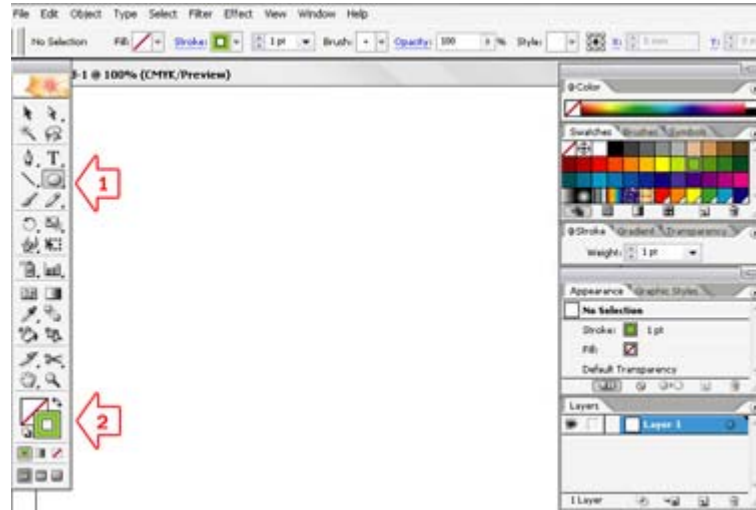 File Edit Object Type Select Filter Effect View Window Help
No Selection Fill: Stroke: 1 pt Brush: Opacity: 100 % Style: X: Y:
-1 @ 100% (CMYK/Preview)
Color
T
Swatches Brushes Symbols
1
Stroke Gradient Transparency
Weight: 1 pt
Appearance Graphic Styles
No Selection
Stroke: 1 pt
Fill:
Default Transparency
2
Layers
Layer 1
1 Layer